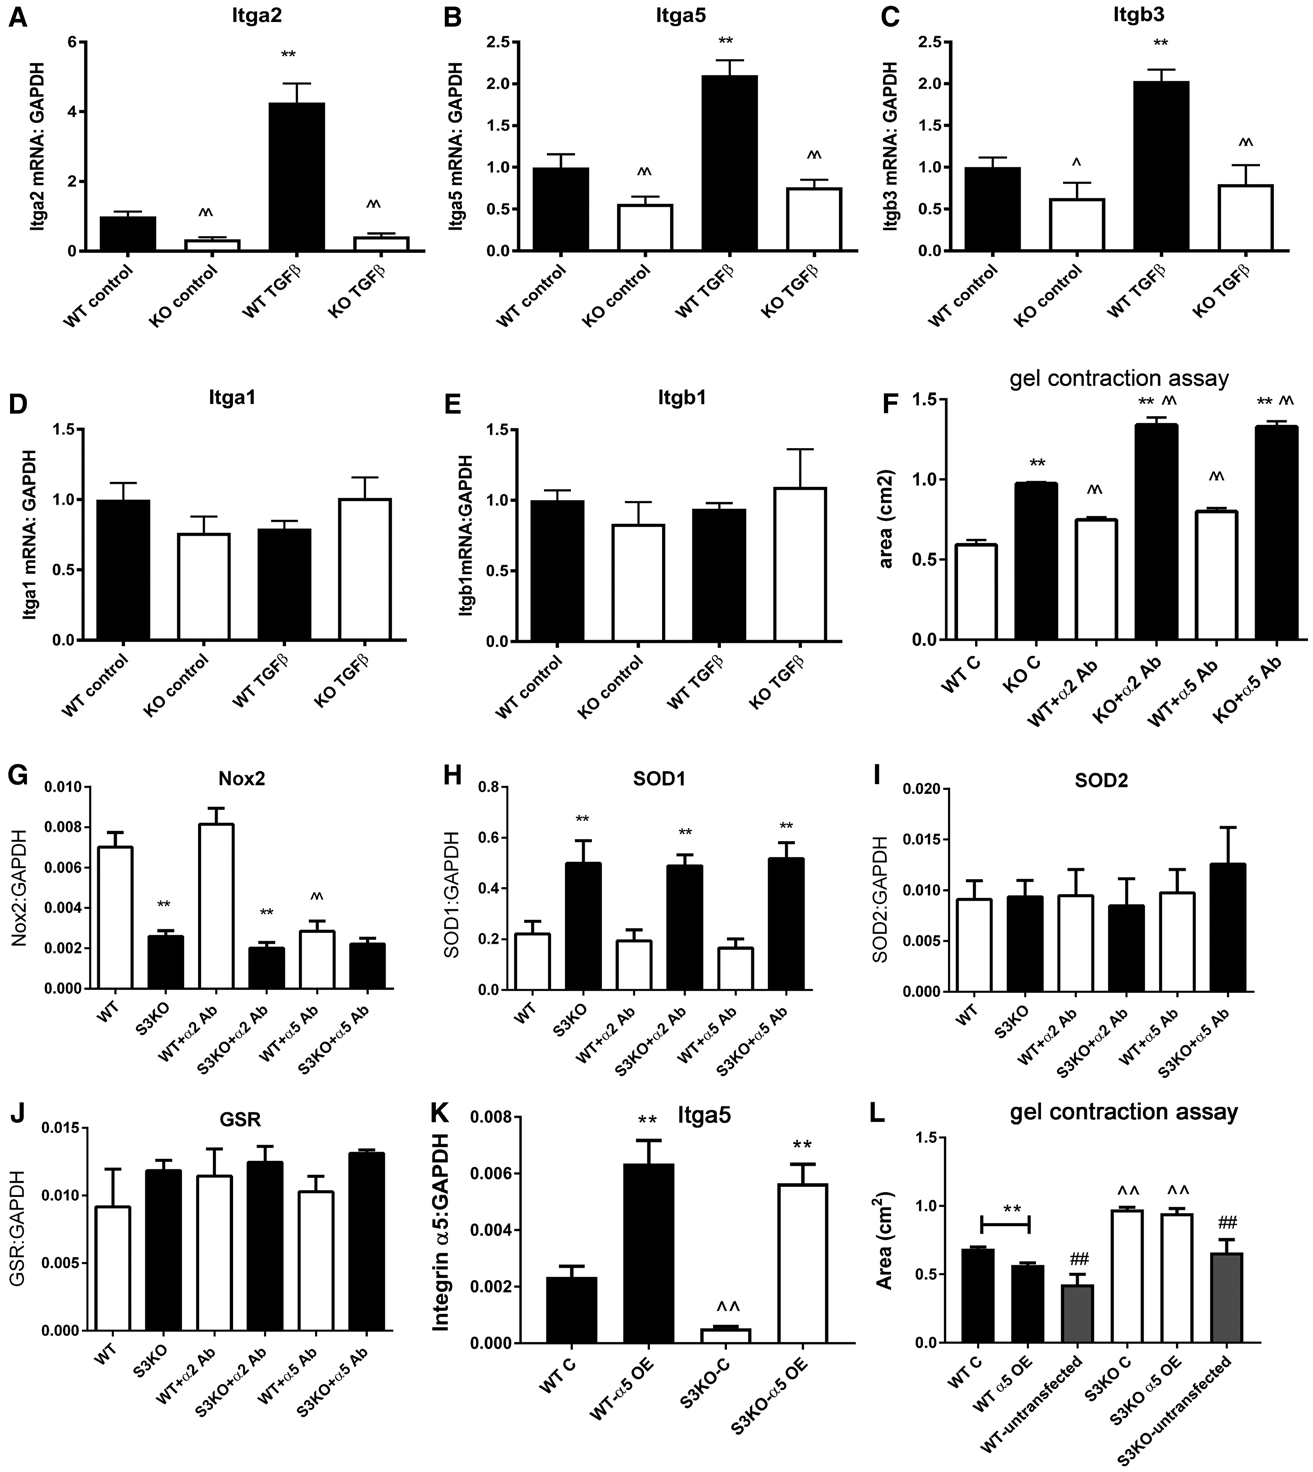 A
Itga2
Itga2 mRNA: GAPDH
6
4
2
0
**
^^
^^
WT control
KO control
WT TGFβ
KO TGFβ
B
Itga5
Itga5 mRNA: GAPDH
2.5
2.0
1.5
1.0
0.5
0.0
**
^^
^^
WT control
KO control
WT TGFβ
KO TGFβ
C
Itgb3
Itgb3 mRNA: GAPDH
2.5
2.0
1.5
1.0
0.5
0.0
**
^
^^
WT control
KO control
WT TGFβ
KO TGFβ
D
Itga1
Itga1 mRNA: GAPDH
1.5
1.0
0.5
0.0
WT control
KO control
WT TGFβ
KO TGFβ
E
Itgb1
Itgb1mRNA:GAPDH
1.5
1.0
0.5
0.0
WT control
KO control
WT TGFβ
KO TGFβ
F
gel contraction assay
area (cm2)
1.5
1.0
0.5
0.0
**
^^
** ^^
^^
** ^^
WT C
KO C
WT+α2 Ab
KO+α2 Ab
WT+α5 Ab
KO+α5 Ab
G
Nox2
Nox2:GAPDH
0.010
0.008
0.006
0.004
0.002
0.000
**
**
^^
WT
S3KO
WT+α2 Ab
S3KO+α2 Ab
WT+α5 Ab
S3KO+α5 Ab
H
SOD1
SOD1:GAPDH
0.8
0.6
0.4
0.2
0.0
**
**
**
WT
S3KO
WT+α2 Ab
S3KO+α2 Ab
WT+α5 Ab
S3KO+α5 Ab
I
SOD2
SOD2:GAPDH
0.020
0.015
0.010
0.005
0.000
WT
S3KO
WT+α2 Ab
S3KO+α2 Ab
WT+α5 Ab
S3KO+α5 Ab
J
GSR
GSR:GAPDH
0.015
0.010
0.005
0.000
WT
S3KO
WT+α2 Ab
S3KO+α2 Ab
WT+α5 Ab
S3KO+α5 Ab
K
Itga5
Integrin α5:GAPDH
0.008
0.006
0.004
0.002
0.000
**
^^
**
WT C
WT-α5 OE
S3KO-C
S3KO-α5 OE
L
gel contraction assay
Area (cm²)
1.5
1.0
0.5
0.0
**
##
^^
^^
##
WT C
WT α5 OE
WT-untransfected
S3KO C
S3KO α5 OE
S3KO-untransfected